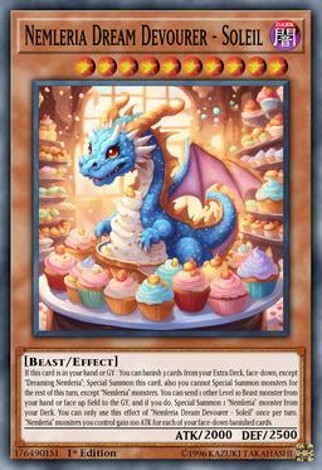 Nemleria Dream Devourer - Soleil
DARK
闇
[Beast/Effect]
If this card is in your hand or GY: You can banish 3 cards from your Extra Deck, face-down, except
"Dreaming Nemleria"; Special Summon this card, also you cannot Special Summon monsters for
the rest of this turn, except "Nemleria" monsters. You can send 1 other Level 10 Beast monster from
your hand or face-up field to the GY, and if you do, Special Summon 1 "Nemleria" monster from
your Deck. You can only use this effect of "Nemleria Dream Devourer - Soleil" once per turn.
"Nemleria" monsters you control gain 100 ATK for each of your face-down banished cards.
ATK/2000 DEF/2500
176490151 1ª Edition ©1996 KAZUKI TAKAHASHI